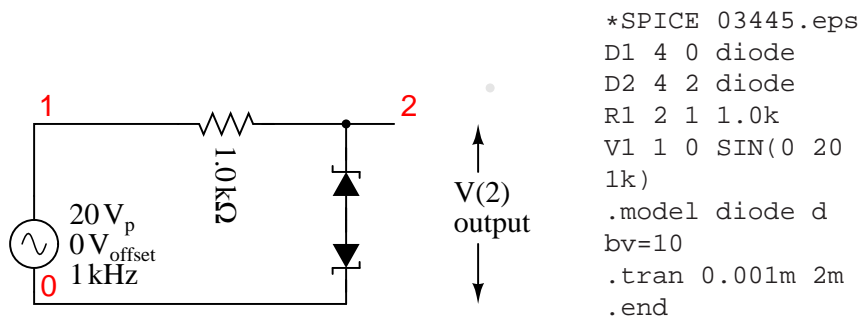 1
2
1.0 kΩ
20 Vp
0 Voffset
1 kHz
0
V(2)
output
*SPICE 03445.eps
D1 4 0 diode
D2 4 2 diode
R1 2 1 1.0k
V1 1 0 SIN(0 20
1k)
.model diode d
bv=10
.tran 0.001m 2m
.end